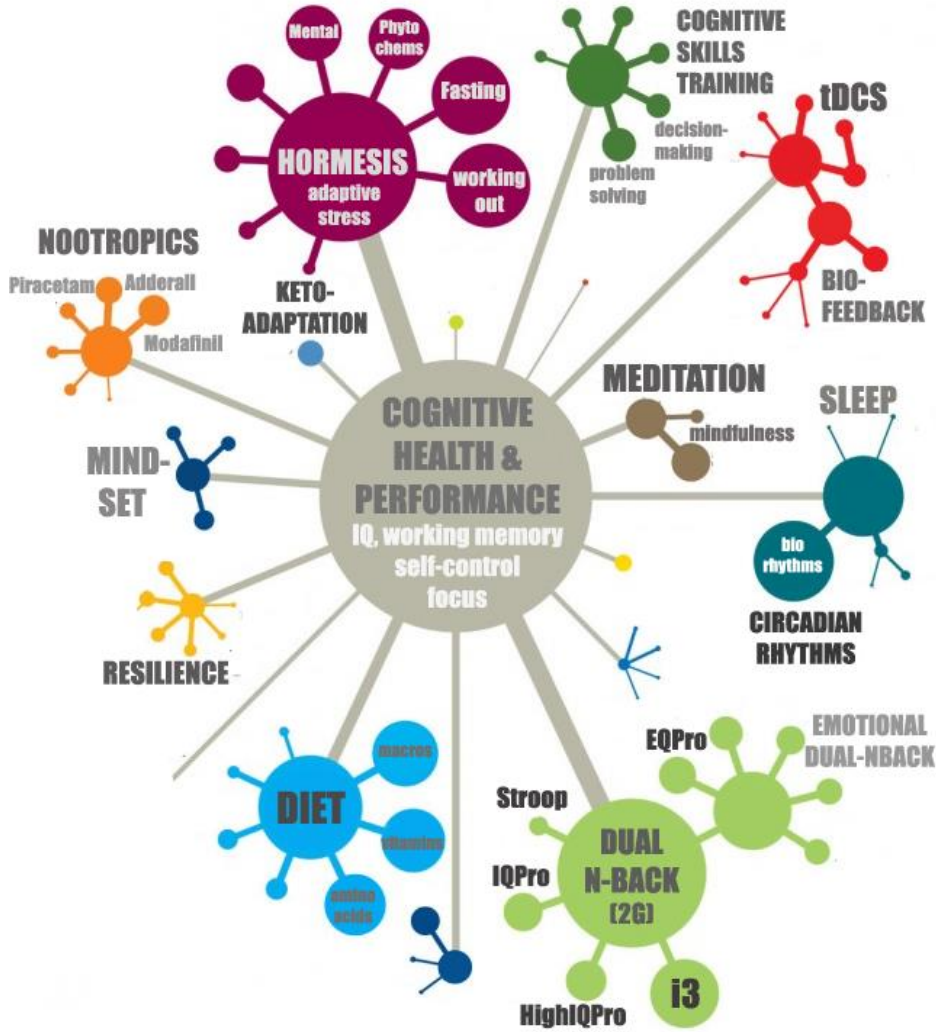 Mental
Phyto
chems
Fasting
HORMESIS
adaptive
stress
working
out
COGNITIVE
SKILLS
TRAINING
decision-
making
problem
solving
tDCS
BIO-
FEEDBACK
NOOTROPICS
Piracetam
Adderall
Modafinil
KETO-
ADAPTATION
MEDITATION
mindfulness
SLEEP
bio
rhythms
CIRCADIAN
RHYTHMS
COGNITIVE
HEALTH &
PERFORMANCE
IQ, working memory
self-control
focus
MIND-
SET
RESILIENCE
DIET
macros
vitamins
amino
acids
EQPro
EMOTIONAL
DUAL-NBACK
Stroop
DUAL
N-BACK
(2G)
IQPro
HighIQPro
i3